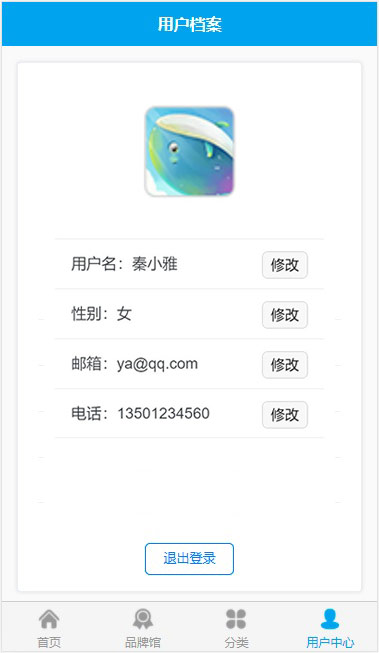 用户档案
用户名：秦小雅 修改
性别：女 修改
邮箱：ya@qq.com 修改
电话：13501234560 修改
退出登录
首页 品牌馆 分类 用户中心